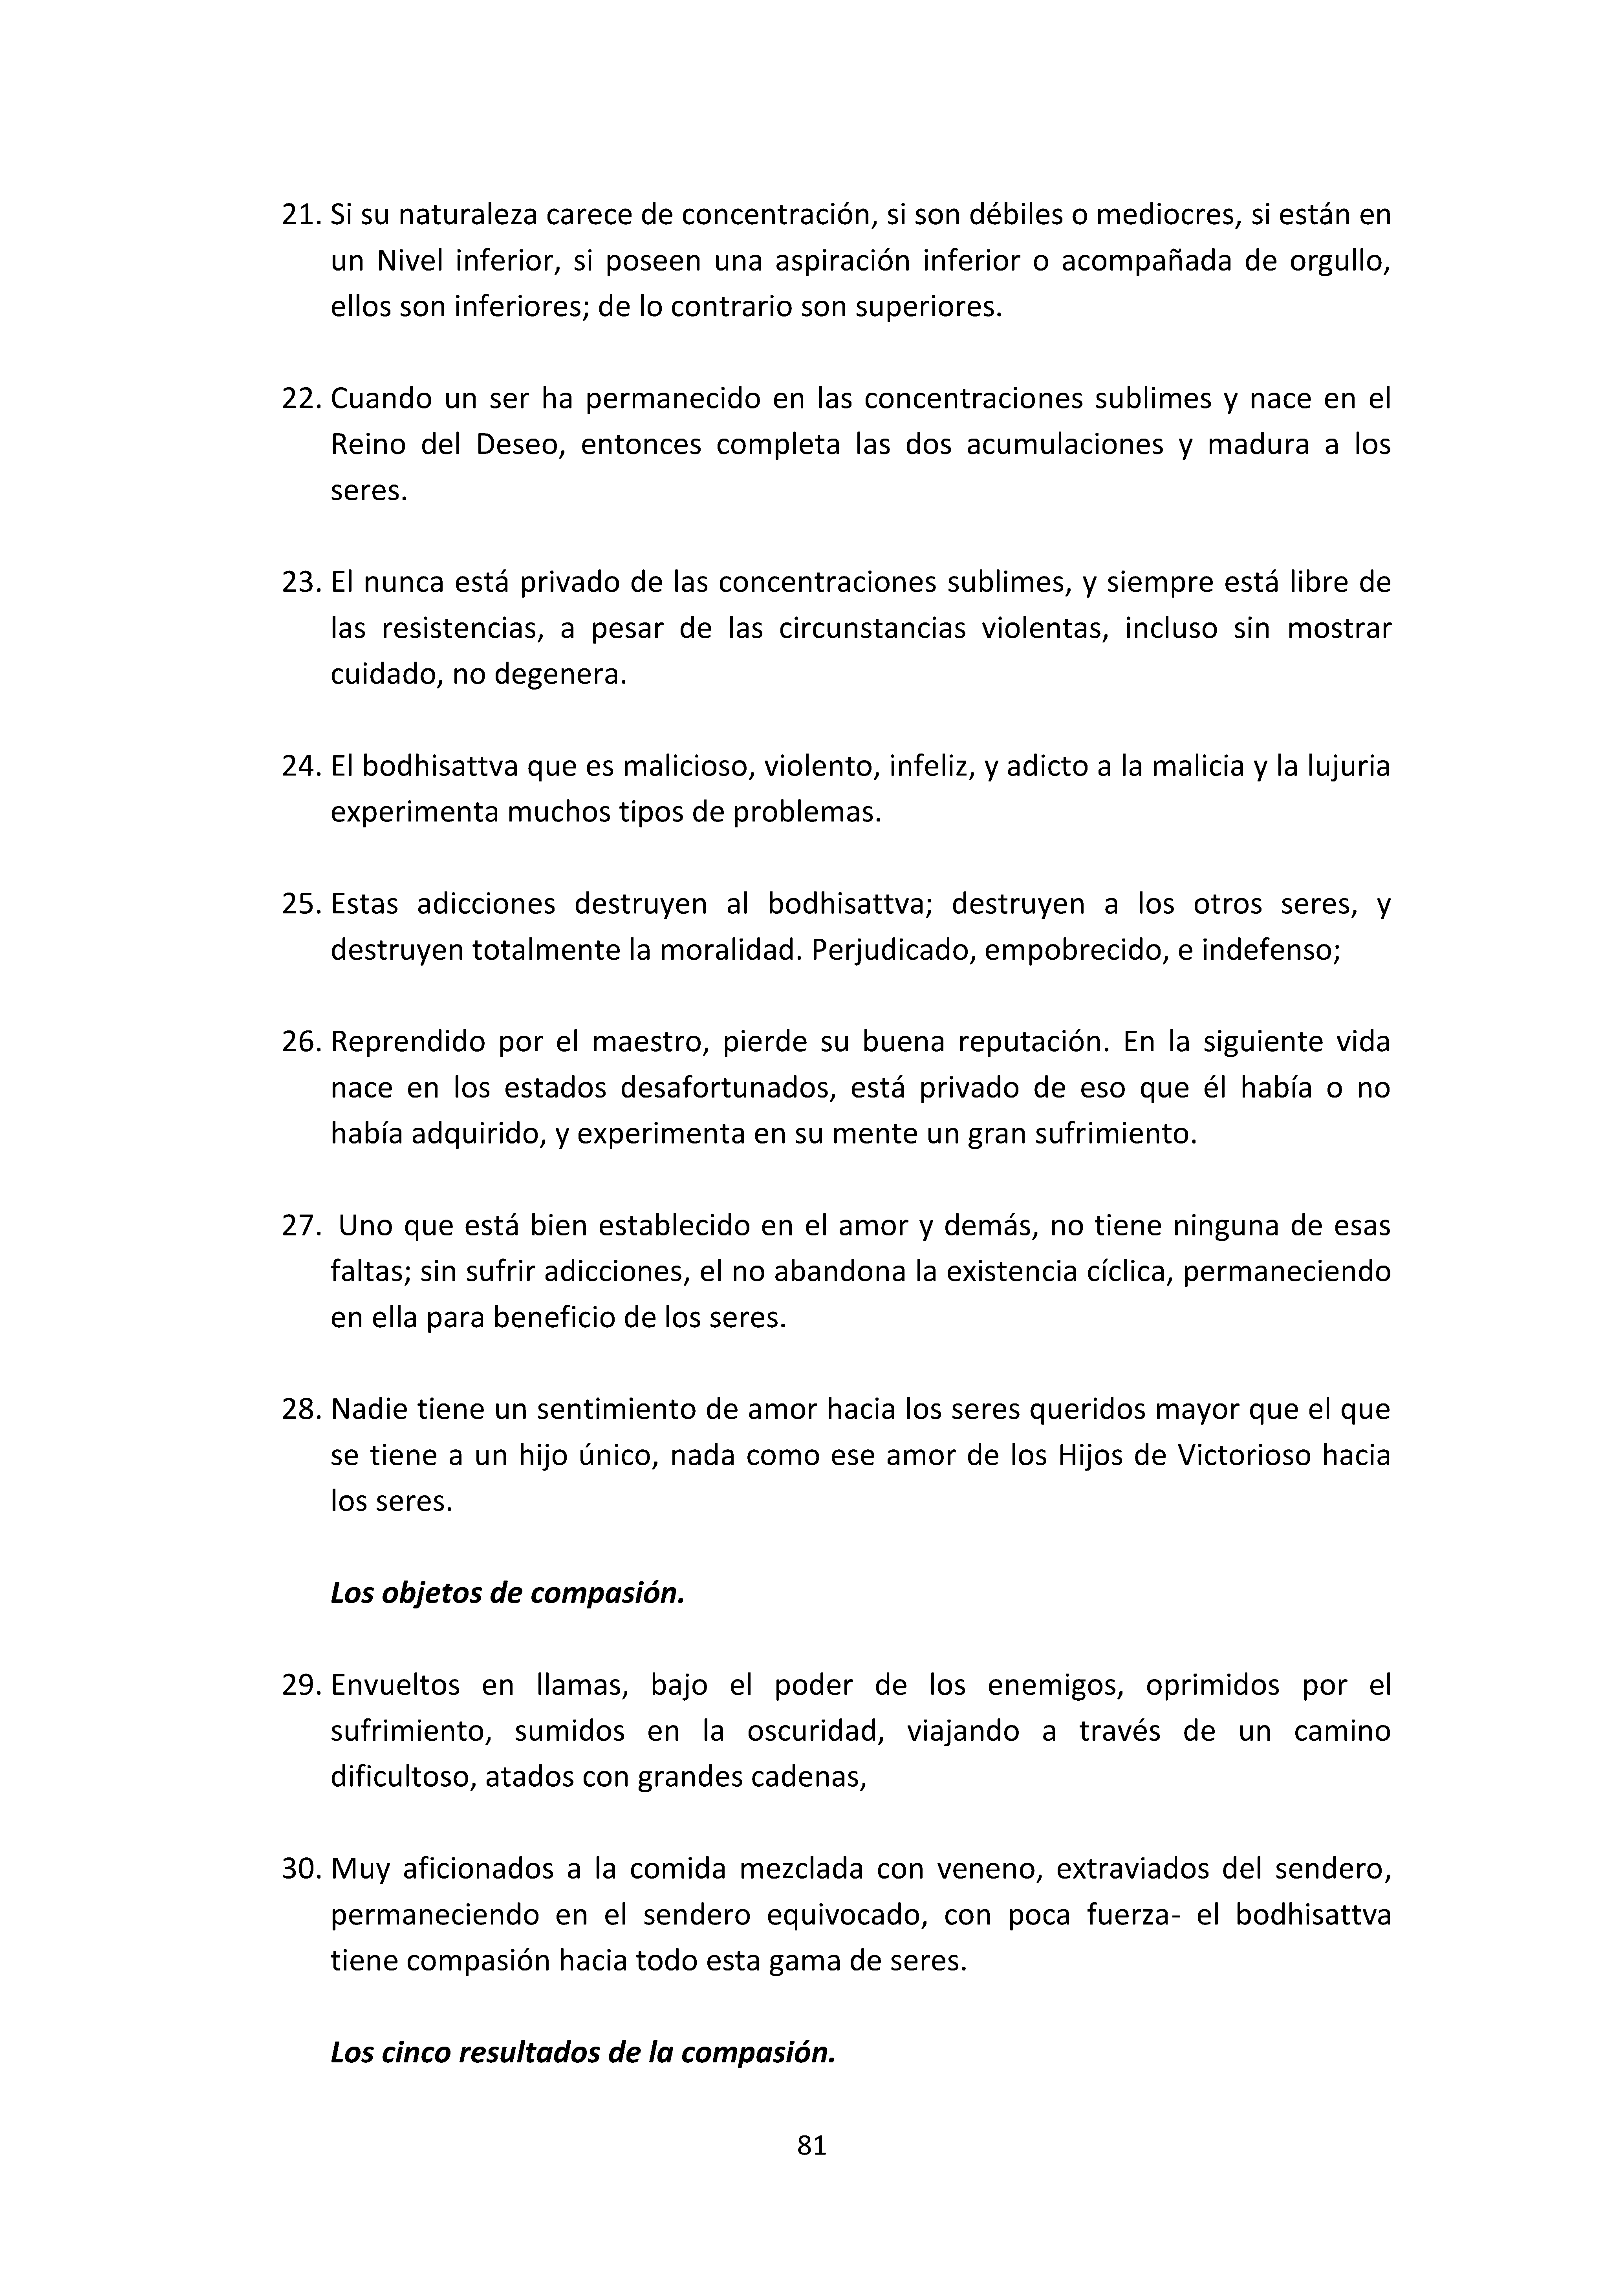 21. Si su naturaleza carece de concentración, si son débiles o mediocres, si están en
un Nivel inferior, si poseen una aspiración inferior o acompañada de orgullo,
ellos son inferiores; de lo contrario son superiores.
22. Cuando un ser ha permanecido en las concentraciones sublimes y nace en el
Reino del Deseo, entonces completa las dos acumulaciones y madura a los
seres.
23. El nunca está privado de las concentraciones sublimes, y siempre está libre de
las resistencias, a pesar de las circunstancias violentas, incluso sin mostrar
cuidado, no degenera.
24. El bodhisattva que es malicioso, violento, infeliz, y adicto a la malicia y la lujuria
experimenta muchos tipos de problemas.
25. Estas adicciones destruyen al bodhisattva; destruyen a los otros seres, y
destruyen totalmente la moralidad. Perjudicado, empobrecido, e indefenso;
26. Reprendido por el maestro, pierde su buena reputación. En la siguiente vida
nace en los estados desafortunados, está privado de eso que él había o no
había adquirido, y experimenta en su mente un gran sufrimiento.
27. Uno que está bien establecido en el amor y demás, no tiene ninguna de esas
faltas; sin sufrir adicciones, el no abandona la existencia cíclica, permaneciendo
en ella para beneficio de los seres.
28. Nadie tiene un sentimiento de amor hacia los seres queridos mayor que el que
se tiene a un hijo único, nada como ese amor de los Hijos de Victorioso hacia
los seres.
Los objetos de compasión.
29. Envueltos en llamas, bajo el poder de los enemigos, oprimidos por el
sufrimiento, sumidos en la oscuridad, viajando a través de un camino
dificultoso, atados con grandes cadenas,
30. Muy aficionados a la comida mezclada con veneno, extraviados del sendero,
permaneciendo en el sendero equivocado, con poca fuerza- el bodhisattva
tiene compasión hacia todo esta gama de seres.
Los cinco resultados de la compasión.
81